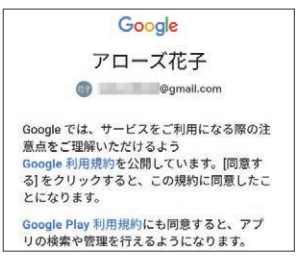 Google
アローズ花子
花子 @gmail.com
Google では、サービスをご利用になる際の注
意点をご理解いただけるよう
Google 利用規約を公開しています。[同意す
る] をクリックすると、この規約に同意したこ
とになります。
Google Play 利用規約にも同意すると、アプ
リの検索や管理を行えるようになります。